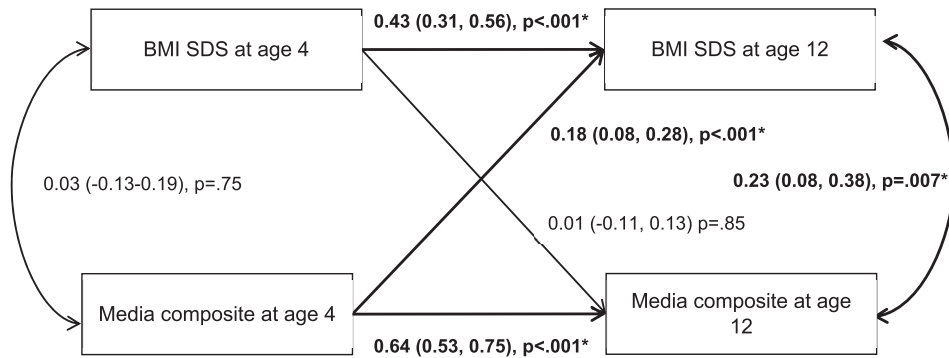 0.43 (0.31, 0.56), p<.001*
BMI SDS at age 4
BMI SDS at age 12
0.18 (0.08, 0.28), p<.001*
0.03 (-0.13-0.19), p=.75
0.23 (0.08, 0.38), p=.007*
0.01 (-0.11, 0.13) p=.85
Media composite at age 4
Media composite at age
12
0.64 (0.53, 0.75), p<.001*